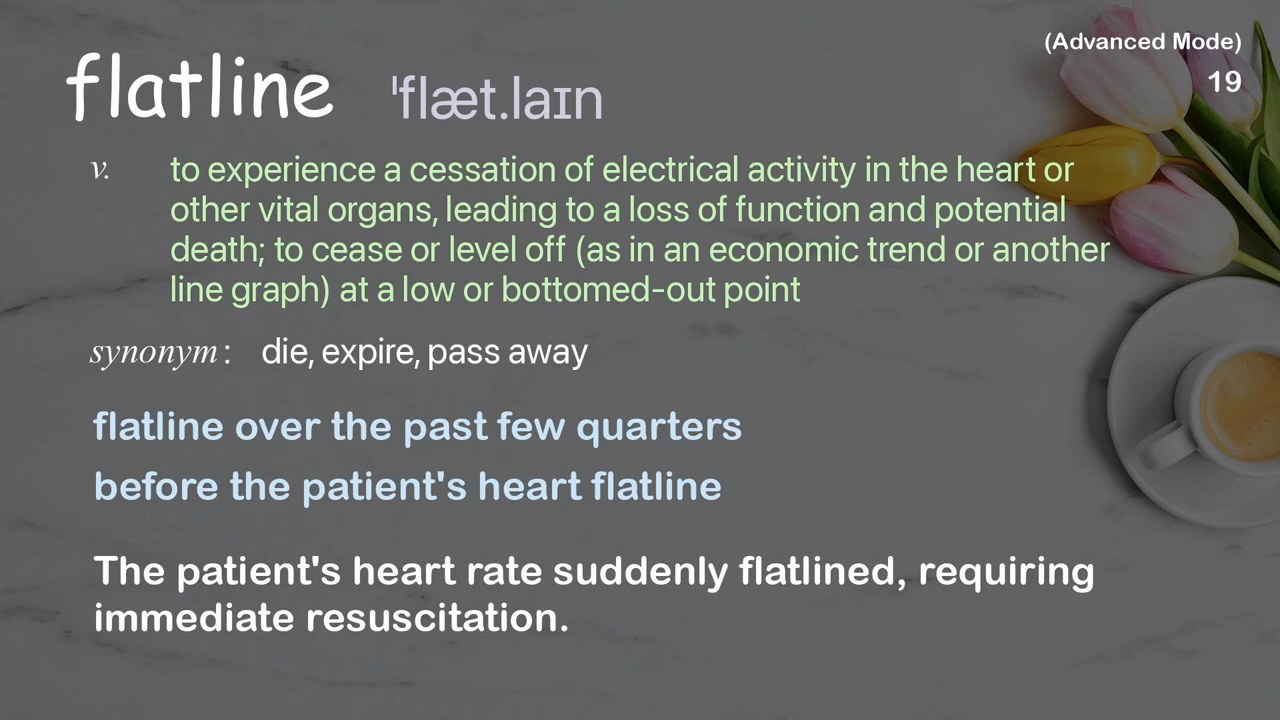 (Advanced Mode)
19
flatline ˈflæt.laɪn
v. to experience a cessation of electrical activity in the heart or
other vital organs, leading to a loss of function and potential
death; to cease or level off (as in an economic trend or another
line graph) at a low or bottomed-out point
synonym: die, expire, pass away
flatline over the past few quarters
before the patient's heart flatline
The patient's heart rate suddenly flatlined, requiring
immediate resuscitation.